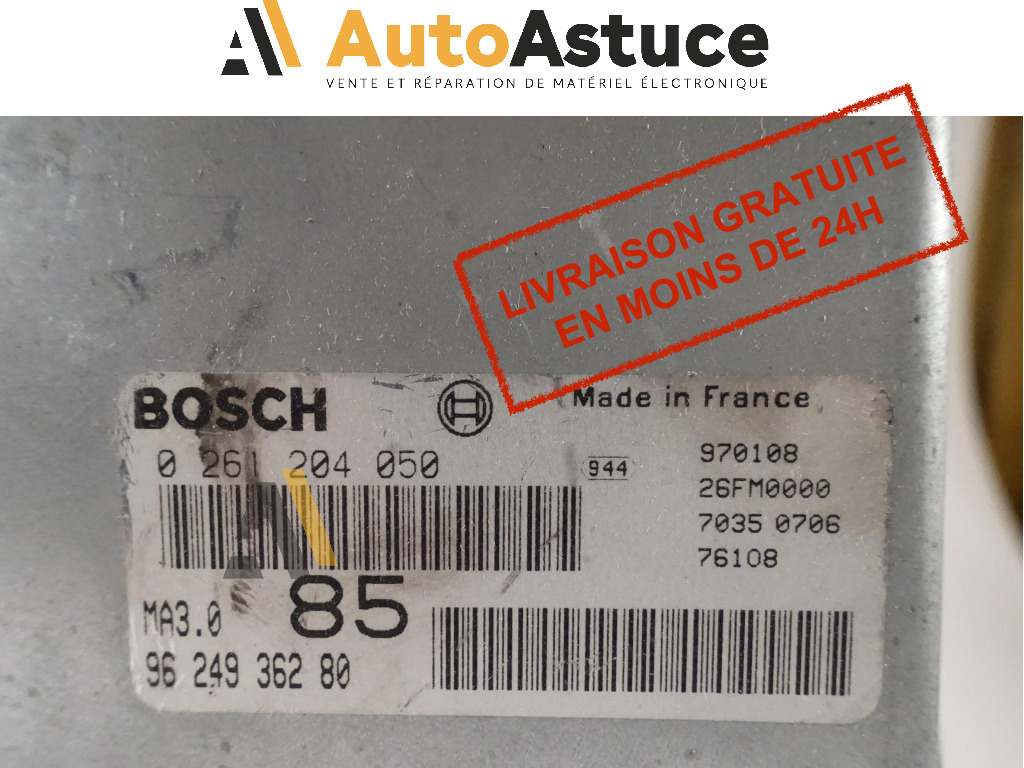 AutoAstuce
VENTE ET RÉPARATION DE MATÉRIEL ÉLECTRONIQUE
LIVRAISON GRATUITE
EN MOINS DE 24H
BOSCH
Made in France
0 261 204 050
944
970108
26FM0000
7035 0706
76108
MA3.0
85
96 249 362 80